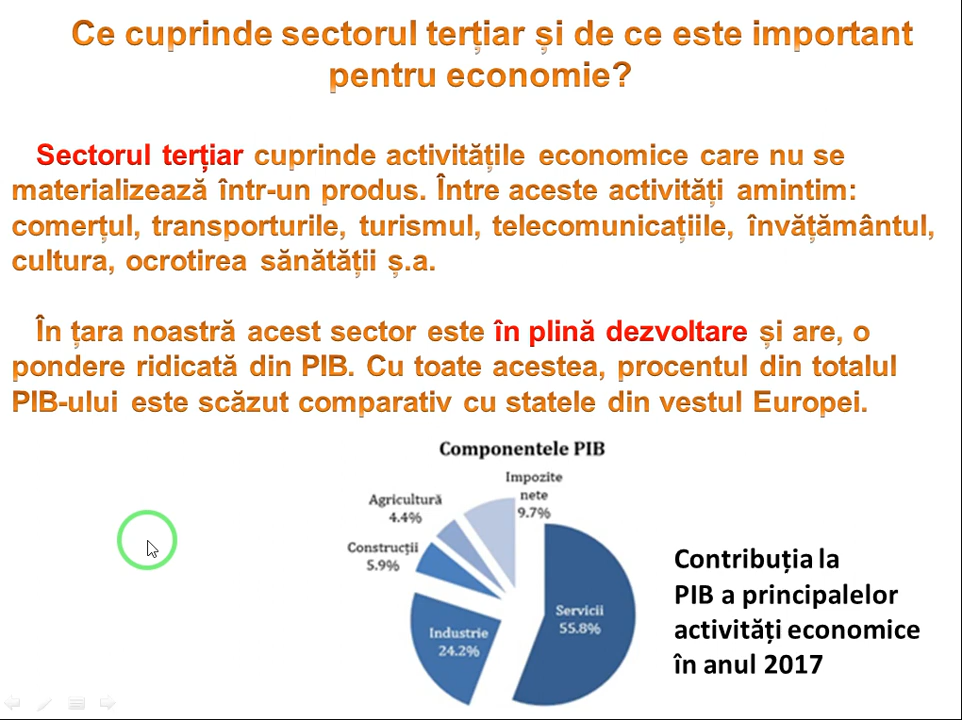 Ce cuprinde sectorul terțiar și de ce este important
pentru economie?
Sectorul terțiar cuprinde activitățile economice care nu se
materializează într-un produs. Între aceste activități amintim:
comerțul, transporturile, turismul, telecomunicațiile, învățământul,
cultura, ocrotirea sănătății ș.a.
În țara noastră acest sector este în plină dezvoltare și are, o
pondere ridicată din PIB. Cu toate acestea, procentul din totalul
PIB-ului este scăzut comparativ cu statele din vestul Europei.
Componentele PIB
Impozite
nete
9.7%
Agricultură
4.4%
Construcții
5.9%
Servicii
55.8%
Industrie
24.2%
Contribuția la
PIB a principalelor
activități economice
în anul 2017